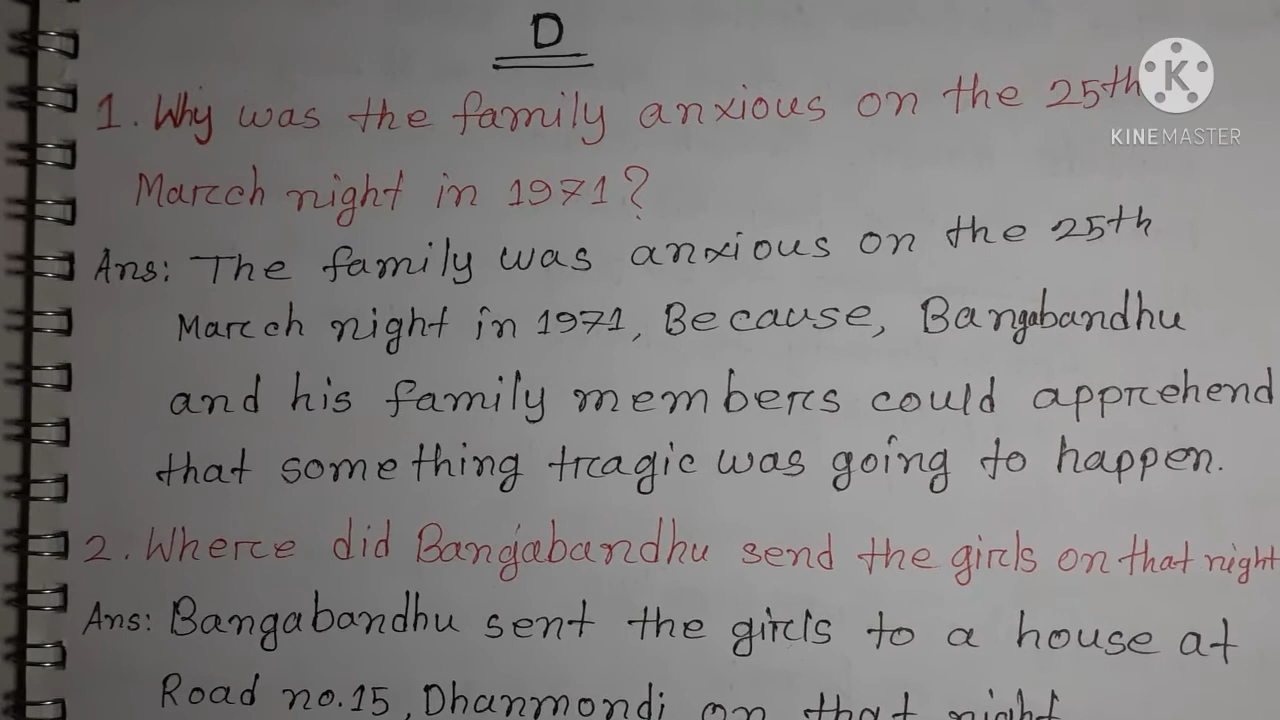 D
1. Why was the family anxious on the 25th
March night in 1971?
Ans: The family was anxious on the 25th
March night in 1971, Because, Bangabandhu
and his family members could apprehend
that something tragic was going to happen.
2. Where did Bangabandhu send the girls on that night
Ans: Bangabandhu sent the girls to a house at
Road no.15, Dhanmondi on that night
K
KINEMASTER